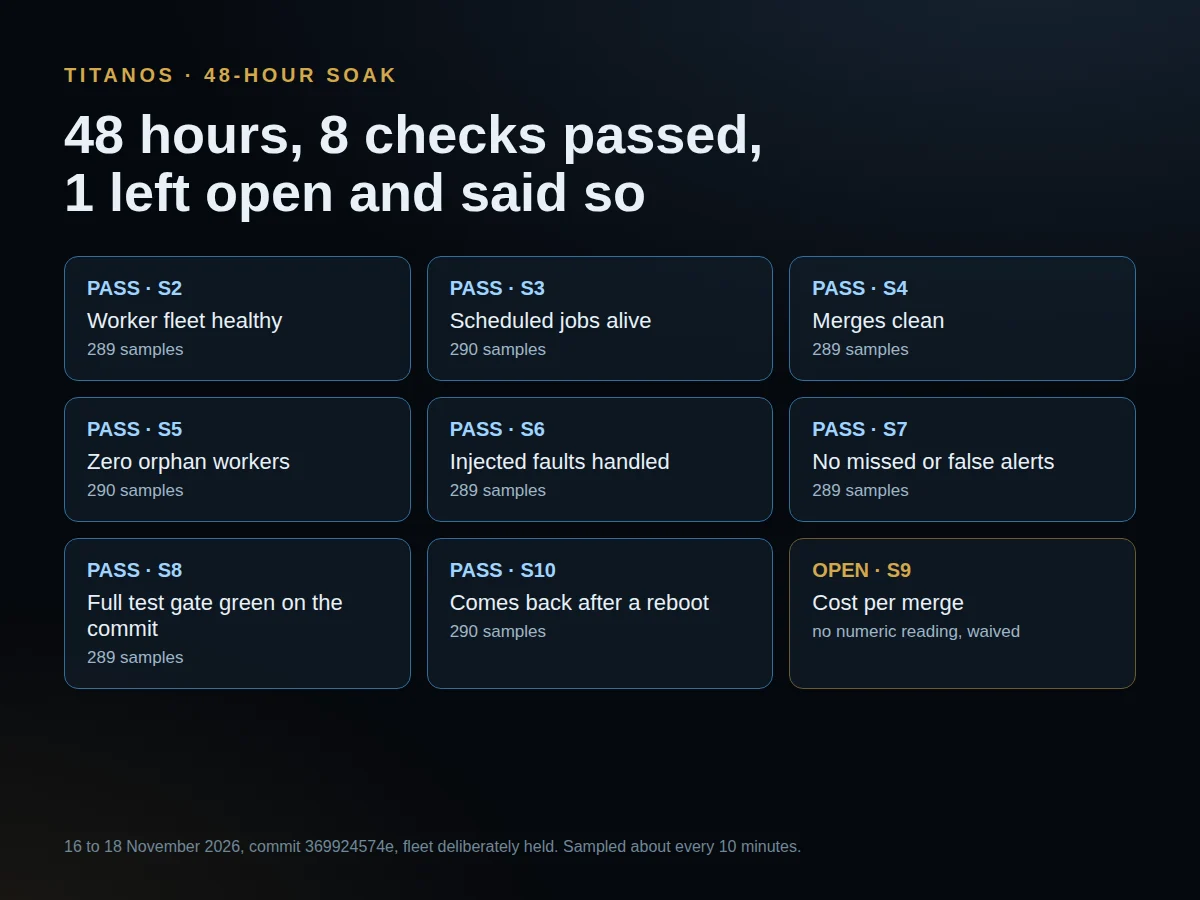 TITANOS · 48-HOUR SOAK
48 hours, 8 checks passed,
1 left open and said so
PASS · S2
Worker fleet healthy
289 samples
PASS · S3
Scheduled jobs alive
290 samples
PASS · S4
Merges clean
289 samples
PASS · S5
Zero orphan workers
290 samples
PASS · S6
Injected faults handled
289 samples
PASS · S7
No missed or false alerts
289 samples
PASS · S8
Full test gate green on the
commit
289 samples
PASS · S10
Comes back after a reboot
290 samples
OPEN · S9
Cost per merge
no numeric reading, waived
16 to 18 November 2026, commit 369924574e, fleet deliberately held. Sampled about every 10 minutes.